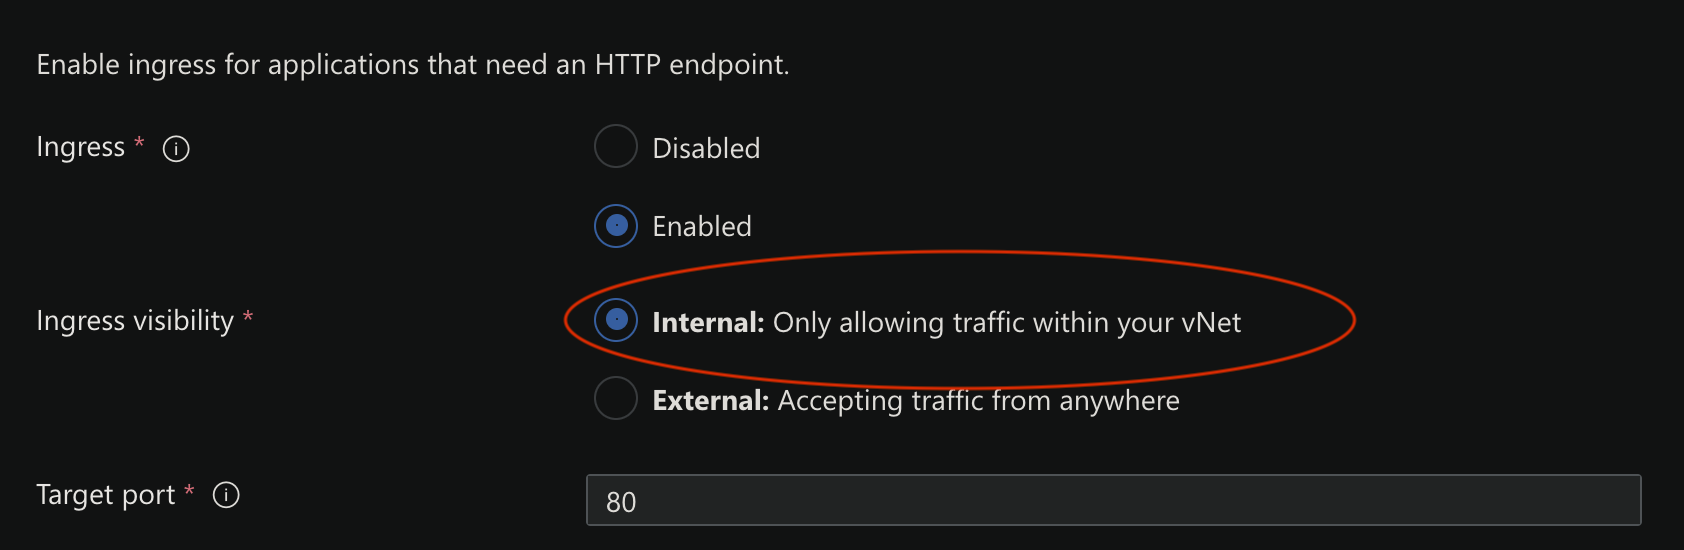 Enable ingress for applications that need an HTTP endpoint.
Ingress *
Disabled
Enabled
Ingress visibility *
Internal: Only allowing traffic within your vNet
External: Accepting traffic from anywhere
Target port *
80